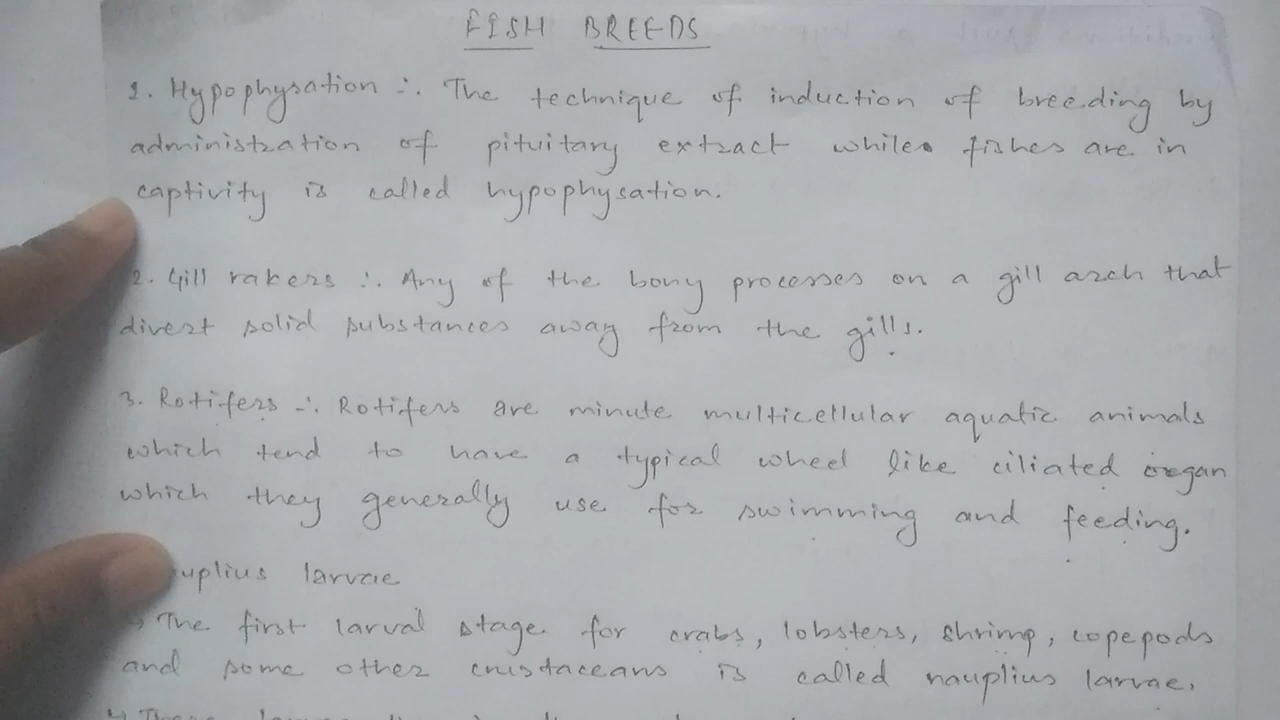 FISH BREEDS
1. Hypophysation ∴ The technique of induction of breeding by
administration of pituitary extract while fishes are in
captivity is called hypophysation.
2. Gill rakers ∴ Any of the bony processes on a gill arch that
divert solid substances away from the gills.
3. Rotifers ∴ Rotifers are minute multicellular aquatic animals
which tend to have a typical wheel like ciliated organ
which they generally use for swimming and feeding.
uplius larvae
↳ The first larval stage for crabs, lobsters, shrimp, copepods
and some other crustaceans is called nauplius larvae.